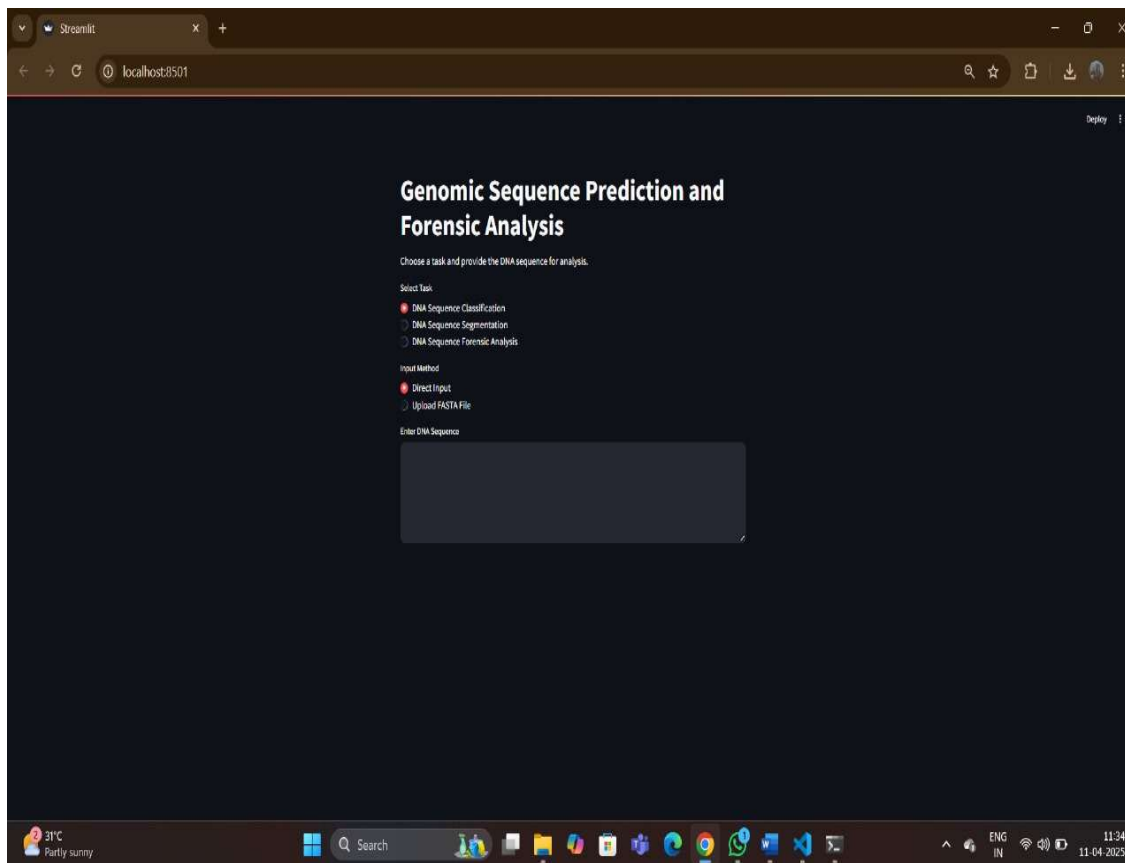 Streamlit
localhost:8501
Deploy
Genomic Sequence Prediction and
Forensic Analysis
Choose a task and provide the DNA sequence for analysis.
Select Task
DNA Sequence Classification
DNA Sequence Segmentation
DNA Sequence Forensic Analysis
Input Method
Direct Input
Upload FASTA File
Enter DNA Sequence
2
31°C
Partly sunny
Search
1
ENG
IN
11:34
11-04-2025